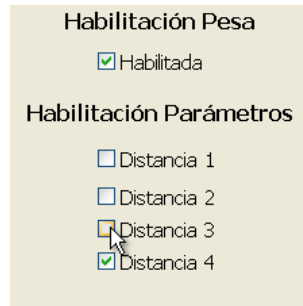 Habilitación Pesa
Habilitada
Habilitación Parámetros
Distancia 1
Distancia 2
Distancia 3
Distancia 4